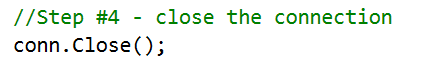 //Step #4 - close the connection
conn.Close();